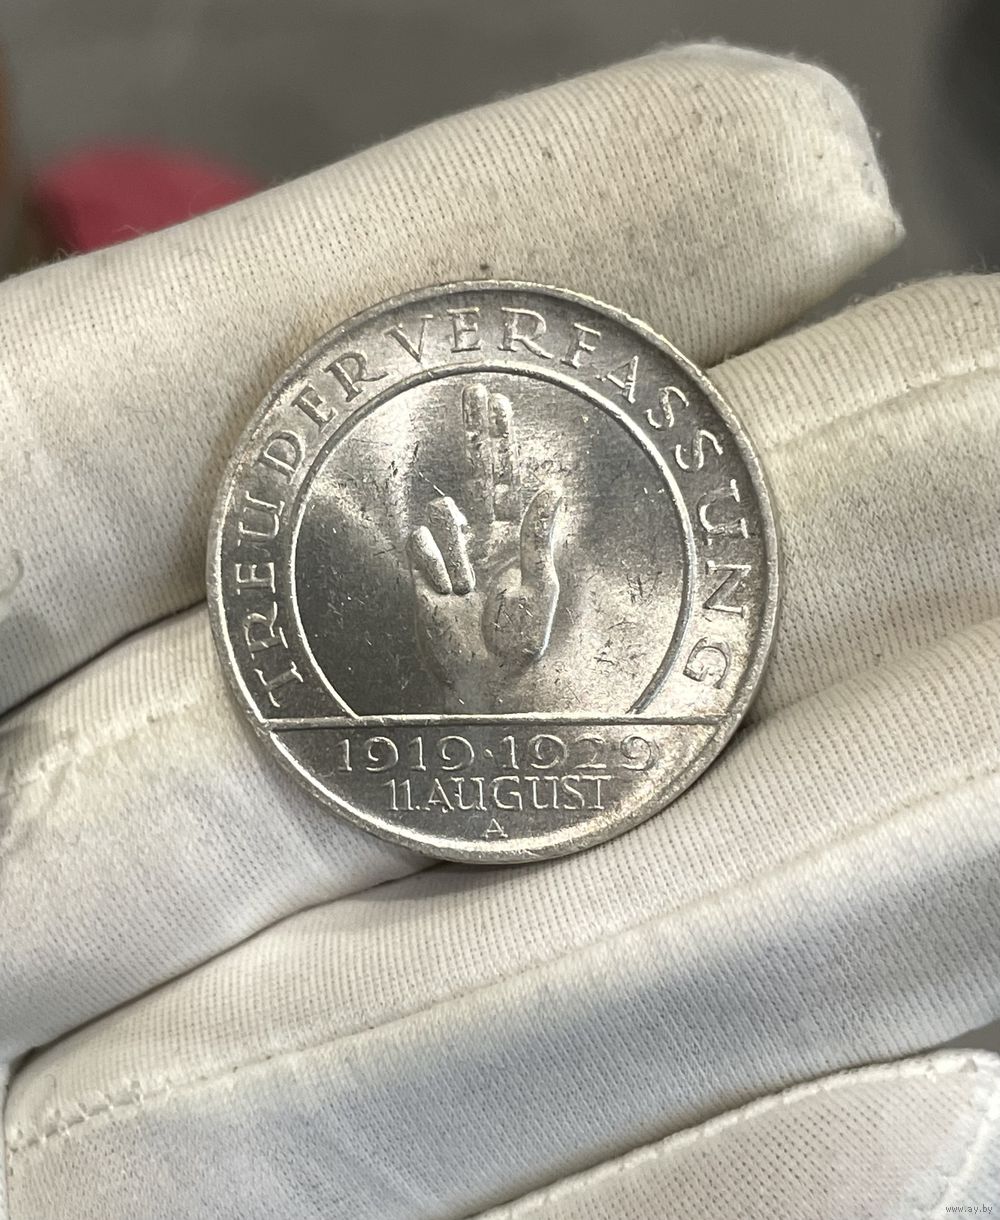 TREU DER VERFASSUNG
1919·1929
11.AUGUST
A
www.ay.by